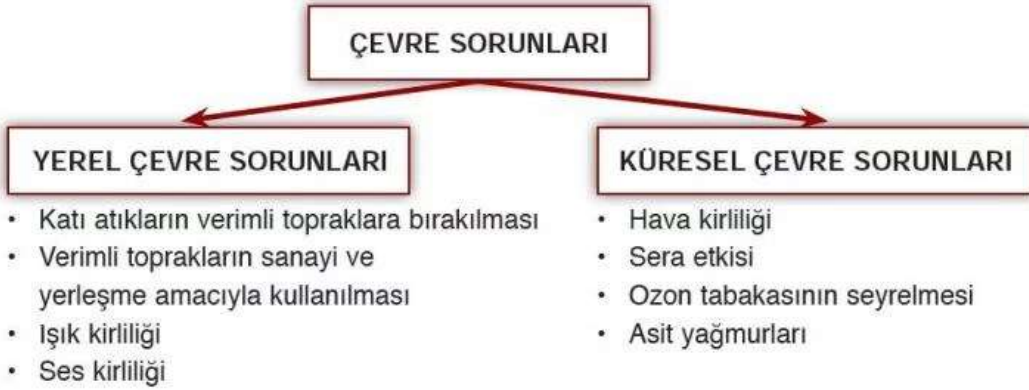 ÇEVRE SORUNLARI
YEREL ÇEVRE SORUNLARI
• Katı atıkların verimli topraklara bırakılması
• Verimli toprakların sanayi ve
yerleşme amacıyla kullanılması
• Işık kirliliği
• Ses kirliliği
KÜRESEL ÇEVRE SORUNLARI
• Hava kirliliği
• Sera etkisi
• Ozon tabakasının seyrelmesi
• Asit yağmurları